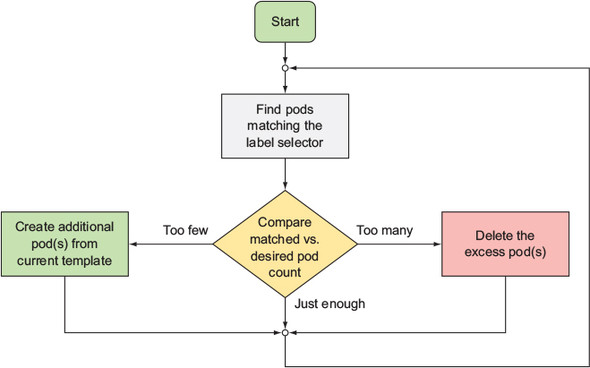 Start
Find pods
matching the
label selector
Too few
Compare
matched vs.
desired pod
count
Too many
Create additional
pod(s) from
current template
Delete the
excess pod(s)
Just enough